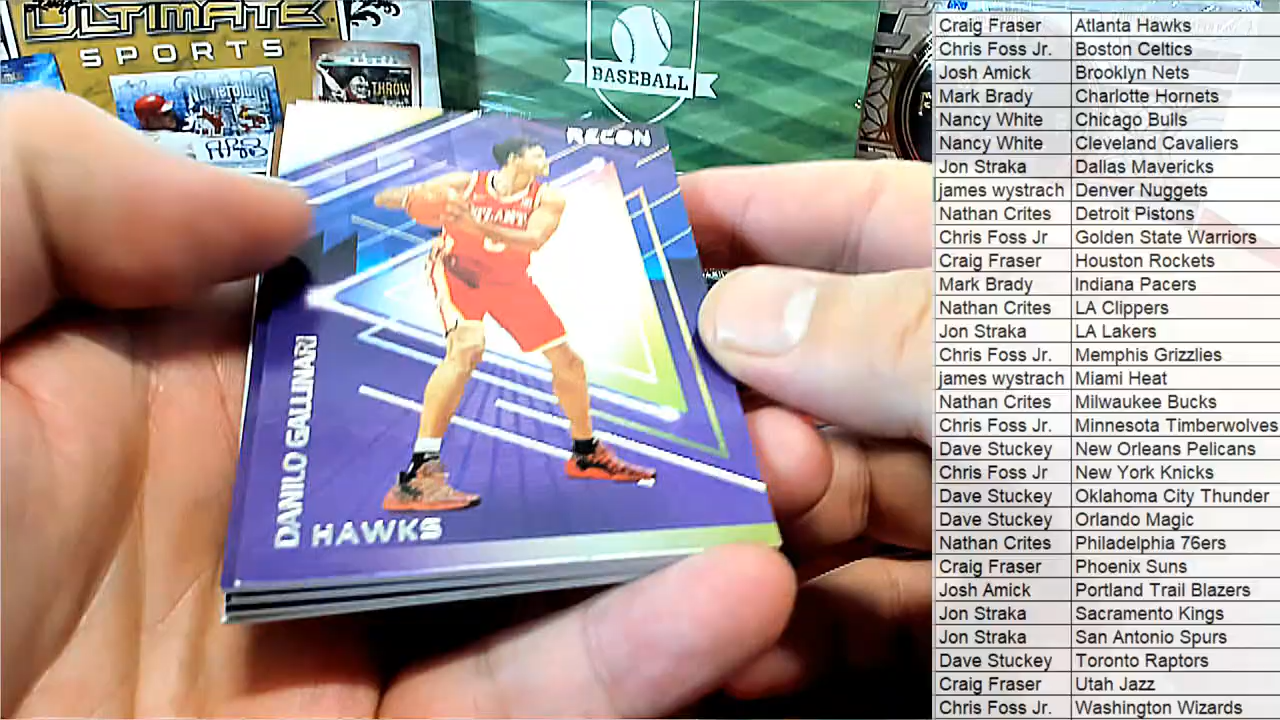 ULTIMATE
SPORTS
THROW
BASEBALL
RECON
ATLANTA
DANILO GALLINARI
HAWKS
Craig Fraser Atlanta Hawks
Chris Foss Jr. Boston Celtics
Josh Amick Brooklyn Nets
Mark Brady Charlotte Hornets
Nancy White Chicago Bulls
Nancy White Cleveland Cavaliers
Jon Straka Dallas Mavericks
james wystrach Denver Nuggets
Nathan Crites Detroit Pistons
Chris Foss Jr Golden State Warriors
Craig Fraser Houston Rockets
Mark Brady Indiana Pacers
Nathan Crites LA Clippers
Jon Straka LA Lakers
Chris Foss Jr. Memphis Grizzlies
james wystrach Miami Heat
Nathan Crites Milwaukee Bucks
Chris Foss Jr. Minnesota Timberwolves
Dave Stuckey New Orleans Pelicans
Chris Foss Jr New York Knicks
Dave Stuckey Oklahoma City Thunder
Dave Stuckey Orlando Magic
Nathan Crites Philadelphia 76ers
Craig Fraser Phoenix Suns
Josh Amick Portland Trail Blazers
Jon Straka Sacramento Kings
Jon Straka San Antonio Spurs
Dave Stuckey Toronto Raptors
Craig Fraser Utah Jazz
Chris Foss Jr. Washington Wizards